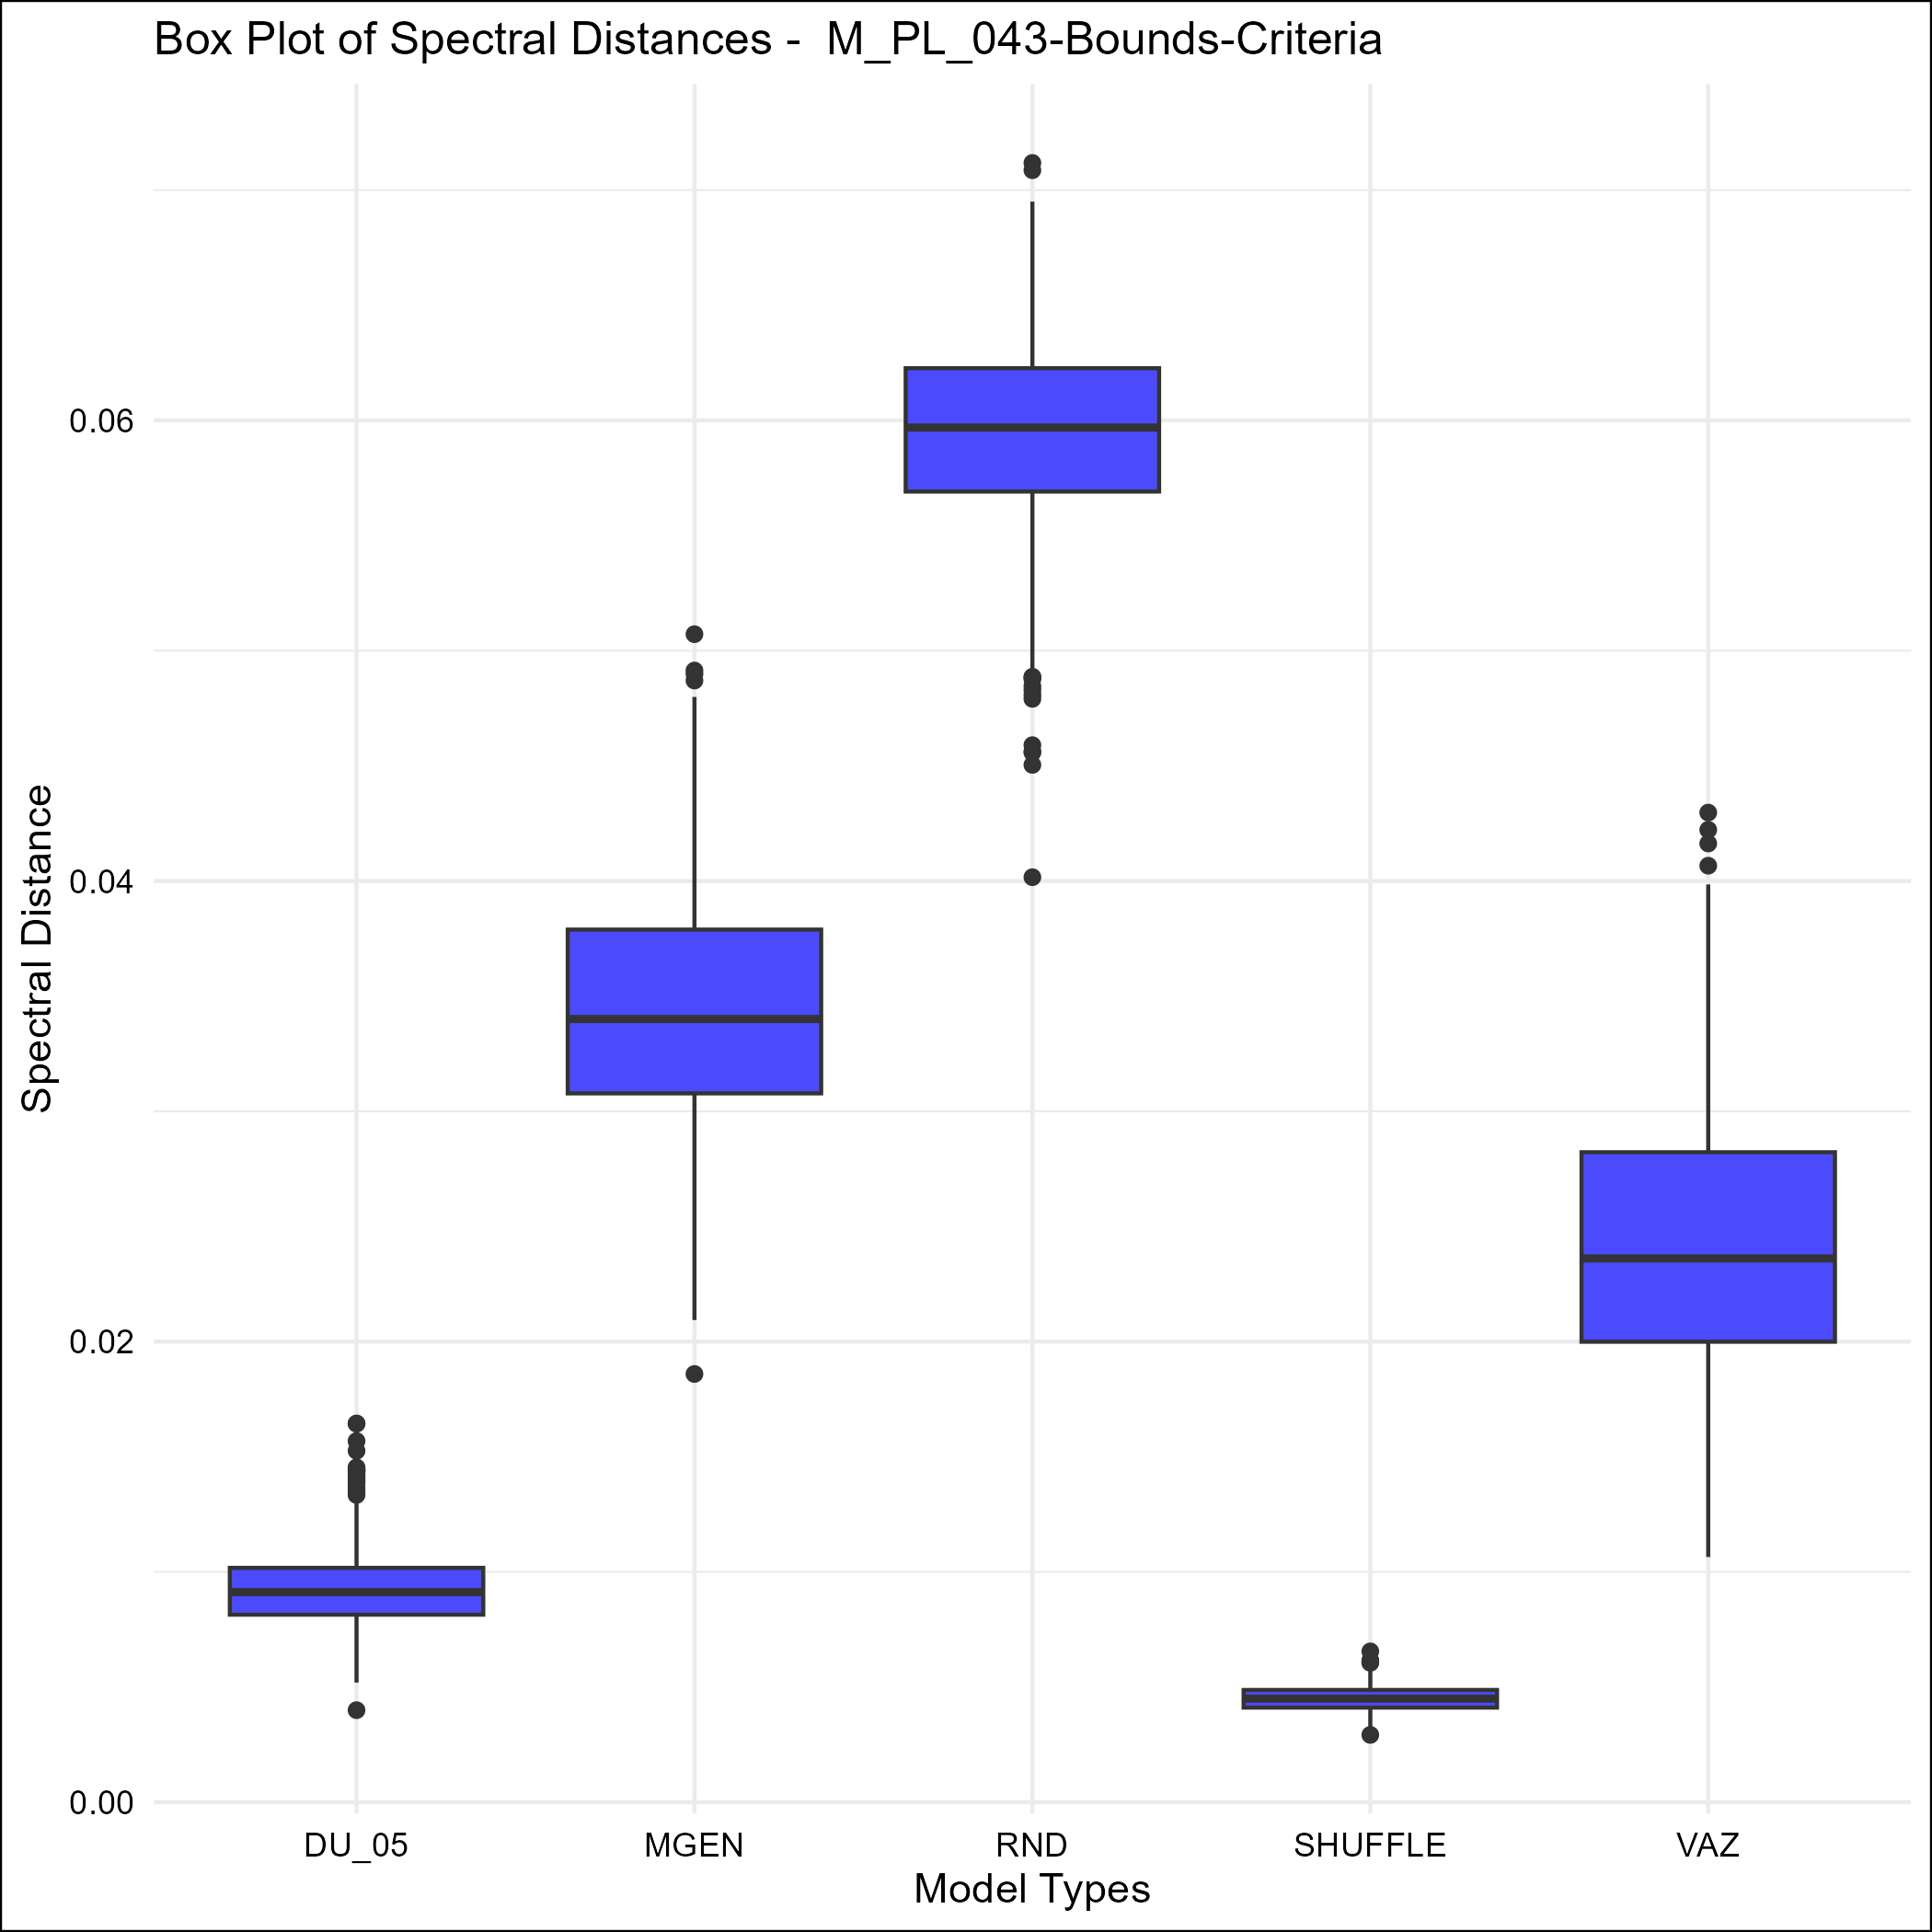 Box Plot of Spectral Distances -  M_PL_043-Bounds-Criteria
Spectral Distance
0.06
0.04
0.02
0.00
DU_05
MGEN
RND
SHUFFLE
VAZ
Model Types